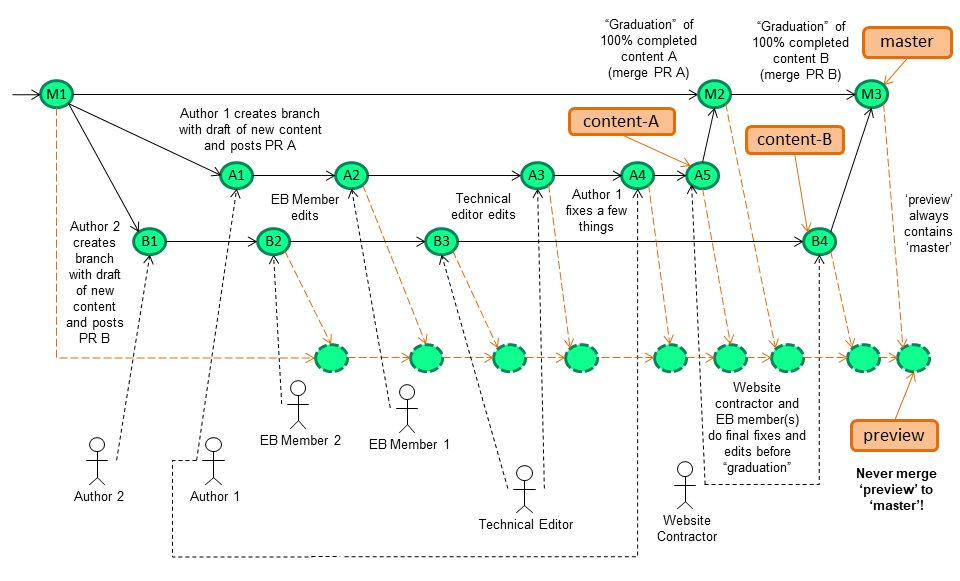 “Graduation” of
100% completed
content A
(merge PR A)
“Graduation” of
100% completed
content B
(merge PR B)
master
M1
M2
M3
Author 1 creates branch
with draft of new content
and posts PR A
content-A
content-B
A1
A2
A3
A4
A5
EB Member
edits
Technical
editor edits
Author 1
fixes a few
things
‘preview’
always
contains
‘master’
Author 2
creates
branch
with draft
of new
content
and posts
PR B
B1
B2
B3
B4
Website
contractor and
EB member(s)
do final fixes and
edits before
“graduation”
preview
EB Member 2
EB Member 1
Author 2
Author 1
Technical Editor
Website
Contractor
Never merge
‘preview’ to
‘master’!